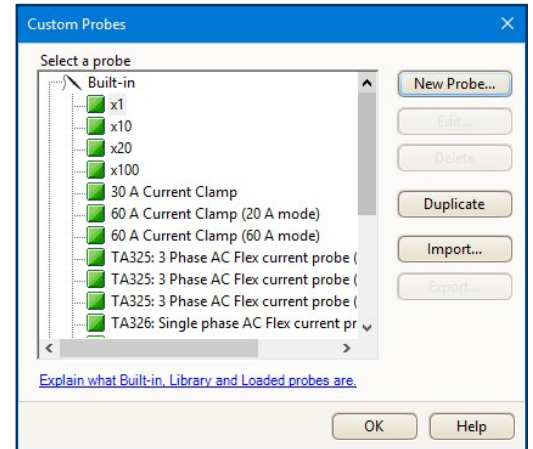 Custom Probes
Select a probe
Built-in
x1
x10
x20
x100
30 A Current Clamp
60 A Current Clamp (20 A mode)
60 A Current Clamp (60 A mode)
TA325: 3 Phase AC Flex current probe (
TA325: 3 Phase AC Flex current probe (
TA325: 3 Phase AC Flex current probe (
TA326: Single phase AC Flex current pr
New Probe...
Edit...
Delete
Duplicate
Import...
Export...
Explain what Built-in, Library and Loaded probes are.
OK
Help